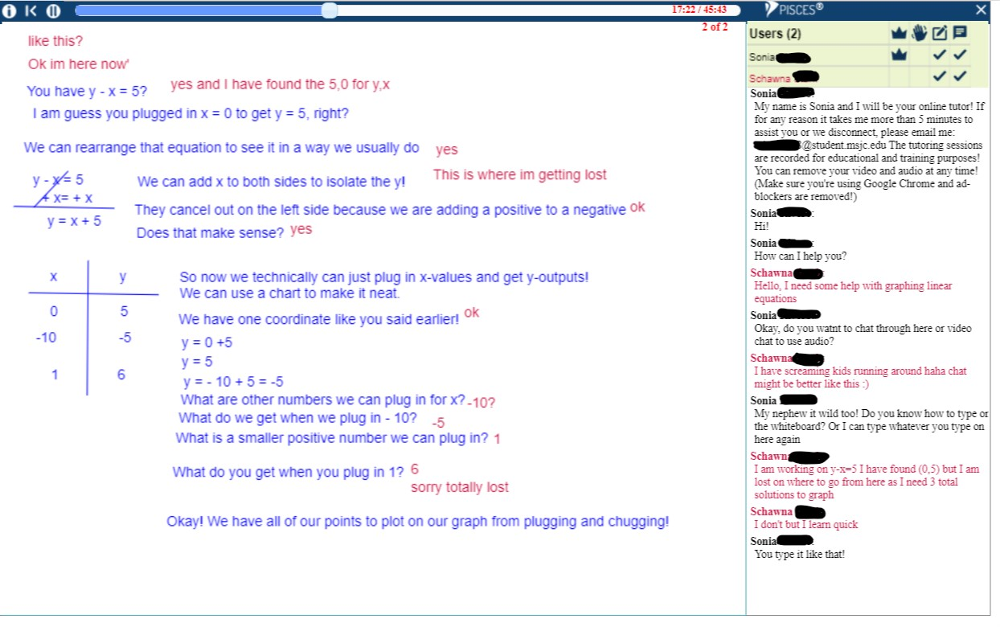 17:22 / 45:43
2 of 2
like this?
Ok im here now'
You have y - x = 5?
yes and I have found the 5,0 for y,x
I am guess you plugged in x = 0 to get y = 5, right?
We can rearrange that equation to see it in a way we usually do
yes
y - x = 5
+ x= + x
y = x + 5
We can add x to both sides to isolate the y!
This is where im getting lost
They cancel out on the left side because we are adding a positive to a negative
ok
Does that make sense?
yes
x
y
0
5
-10
-5
1
6
So now we technically can just plug in x-values and get y-outputs!
We can use a chart to make it neat.
We have one coordinate like you said earlier!
ok
y = 0 +5
y = 5
y = - 10 + 5 = -5
What are other numbers we can plug in for x?
-10?
What do we get when we plug in - 10?
-5
What is a smaller positive number we can plug in?
1
What do you get when you plug in 1?
6
sorry totally lost
Okay! We have all of our points to plot on our graph from plugging and chugging!
PISCES®
Users (2)
Sonia
Schawna
Sonia
My name is Sonia and I will be your online tutor! If
for any reason it takes me more than 5 minutes to
assist you or we disconnect, please email me:
@student.msjc.edu The tutoring sessions
are recorded for educational and training purposes!
You can remove your video and audio at any time!
(Make sure you're using Google Chrome and ad-
blockers are removed!)
Sonia :
Hi!
Sonia :
How can I help you?
Schawna :
Hello, I need some help with graphing linear
equations
Sonia
Okay, do you watnt to chat through here or video
chat to use audio?
Schawna
I have screaming kids running around haha chat
might be better like this :)
Sonia
My nephew it wild too! Do you know how to type or
the whiteboard? Or I can type whatever you type on
here again
Schawn
I am working on y-x=5 I have found (0,5) but I am
lost on where to go from here as I need 3 total
solutions to graph
Schawna
I don't but I learn quick
Sonia :
You type it like that!